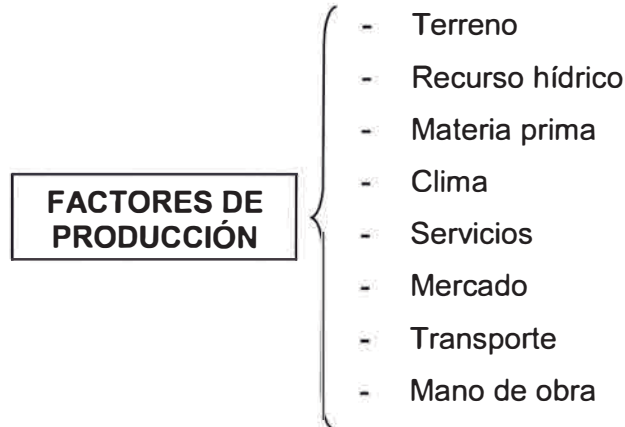 FACTORES DE
PRODUCCIÓN
- Terreno
- Recurso hídrico
- Materia prima
- Clima
- Servicios
- Mercado
- Transporte
- Mano de obra